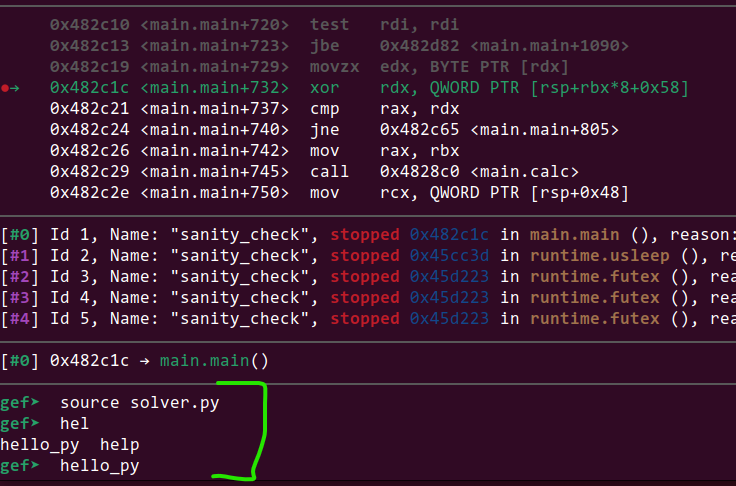 0x482c10 <main.main+720> test rdi, rdi
0x482c13 <main.main+723> jbe 0x482d82 <main.main+1090>
0x482c19 <main.main+729> movzx edx, BYTE PTR [rdx]
●→ 0x482c1c <main.main+732> xor rdx, QWORD PTR [rsp+rbx*8+0x58]
0x482c21 <main.main+737> cmp rax, rdx
0x482c24 <main.main+740> jne 0x482c65 <main.main+805>
0x482c26 <main.main+742> mov rax, rbx
0x482c29 <main.main+745> call 0x4828c0 <main.calc>
0x482c2e <main.main+750> mov rcx, QWORD PTR [rsp+0x48]
[#0] Id 1, Name: "sanity_check", stopped 0x482c1c in main.main (), reason:
[#1] Id 2, Name: "sanity_check", stopped 0x45cc3d in runtime.usleep (), re
[#2] Id 3, Name: "sanity_check", stopped 0x45d223 in runtime.futex (), rea
[#3] Id 4, Name: "sanity_check", stopped 0x45d223 in runtime.futex (), rea
[#4] Id 5, Name: "sanity_check", stopped 0x45d223 in runtime.futex (), rea
[#0] 0x482c1c → main.main()
gef➤ source solver.py
gef➤ hel
hello_py help
gef➤ hello_py